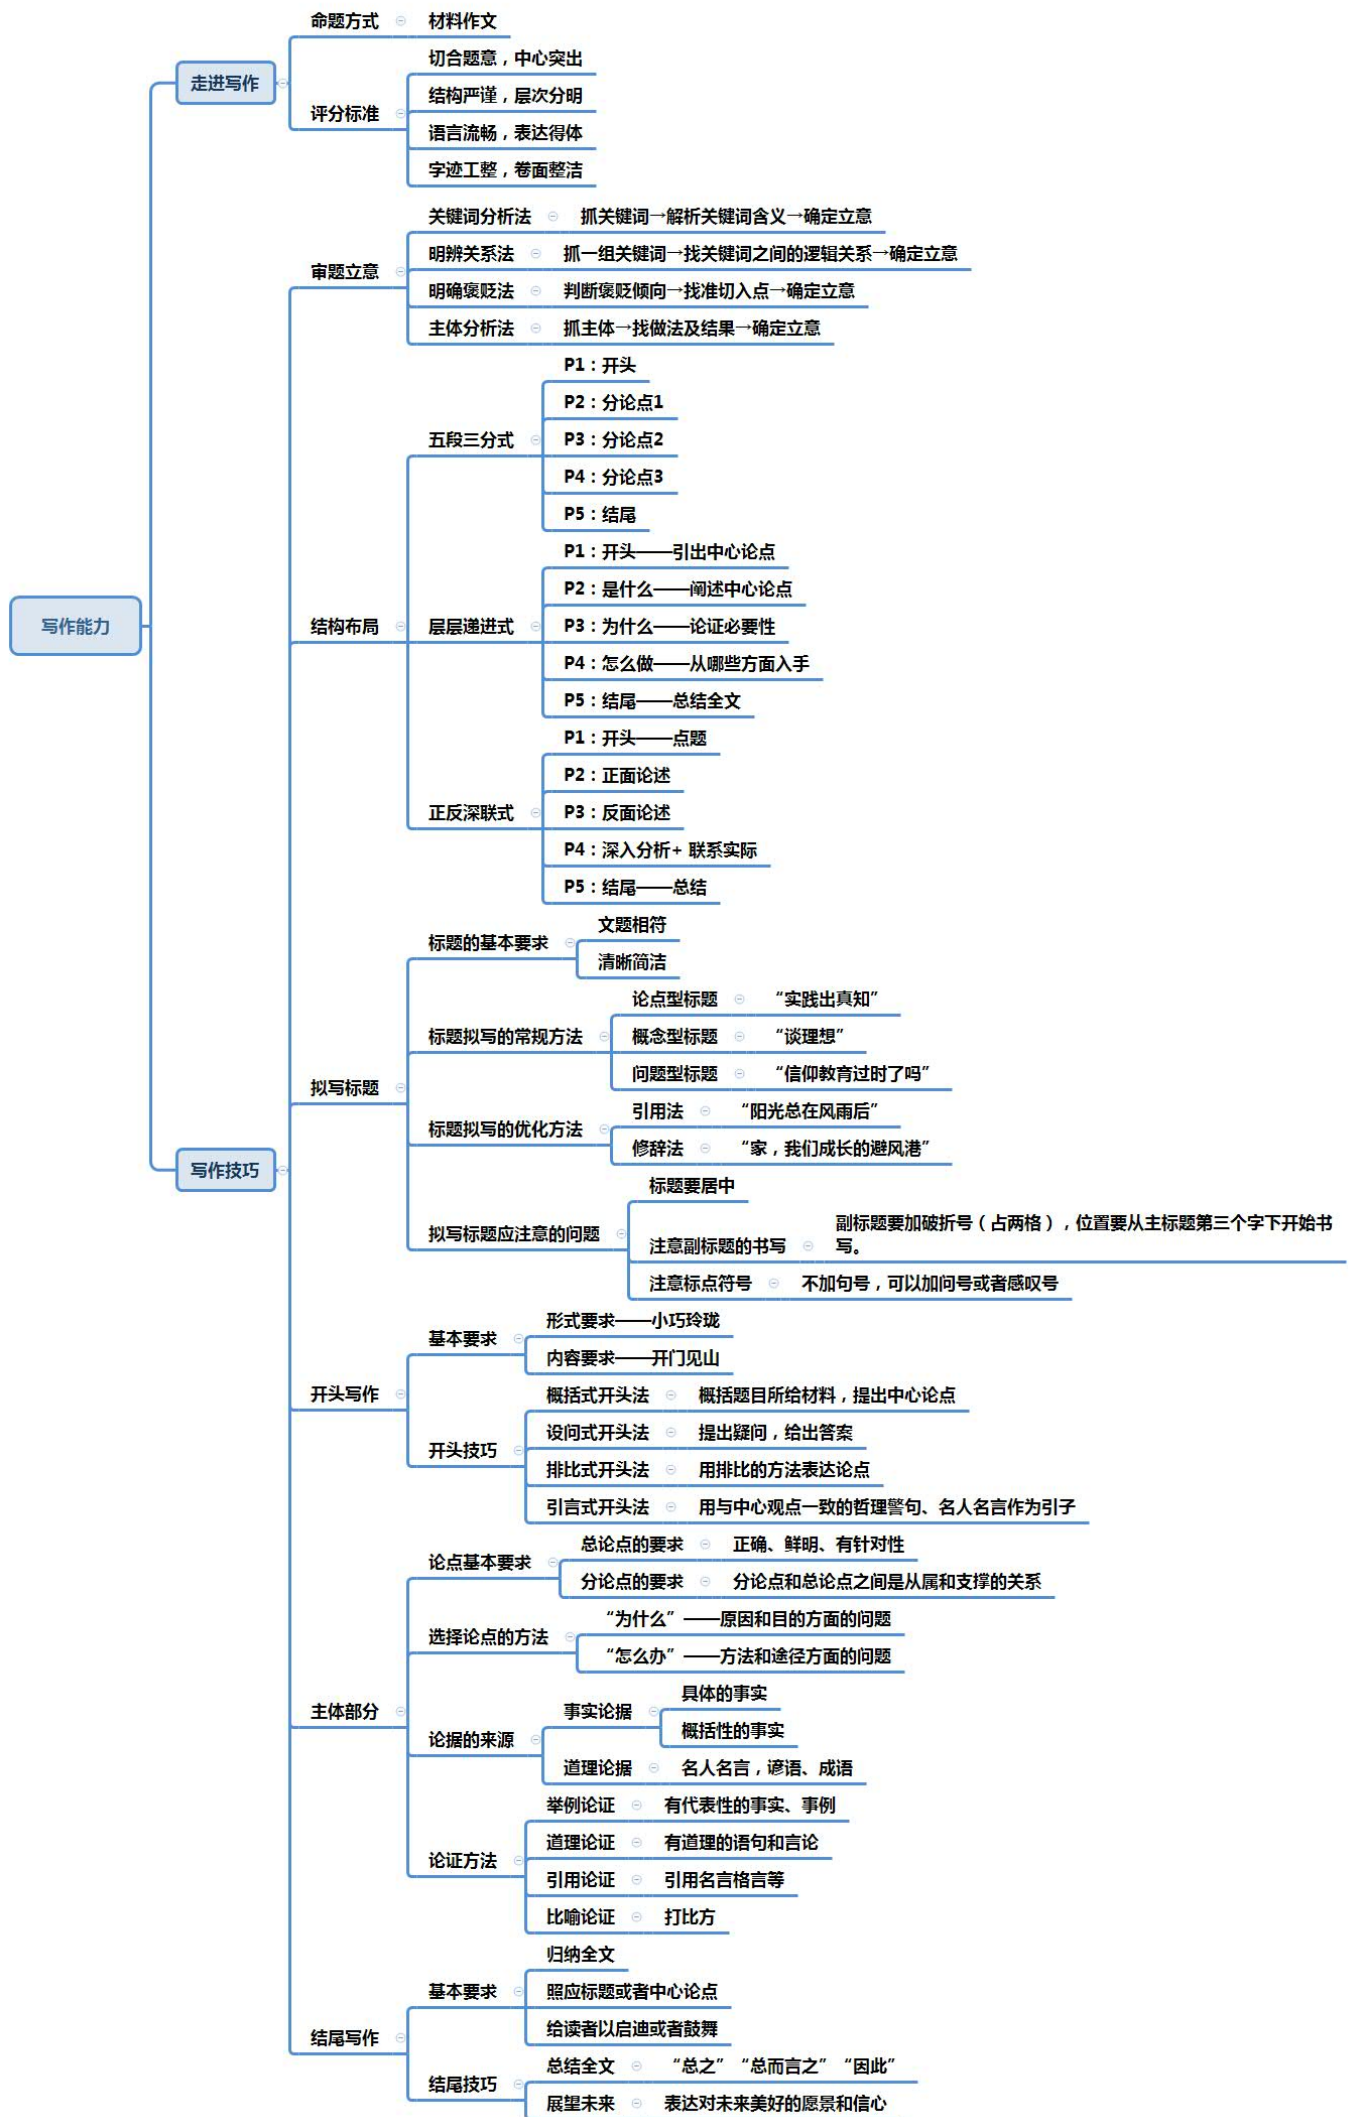 命题方式
材料作文
切合题意，中心突出
走进写作
结构严谨，层次分明
评分标准
语言流畅，表达得体
字迹工整，卷面整洁
关键词分析法
抓关键词→解析关键词含义→确定立意
明辨关系法
抓一组关键词→找关键词之间的逻辑关系→确定立意
审题立意
明确褒贬法
判断褒贬倾向→找准切入点→确定立意
主体分析法
抓主体→找做法及结果→确定立意
P1：开头
P2：分论点1
五段三分式
P3：分论点2
P4：分论点3
P5：结尾
P1：开头——引出中心论点
P2：是什么——阐述中心论点
写作能力
结构布局
层层递进式
P3：为什么——论证必要性
P4：怎么做——从哪些方面入手
P5：结尾——总结全文
P1：开头——点题
P2：正面论述
正反深联式
P3：反面论述
P4：深入分析+ 联系实际
P5：结尾——总结
文题相符
标题的基本要求
清晰简洁
论点型标题
“实践出真知”
标题拟写的常规方法
概念型标题
“谈理想”
问题型标题
“信仰教育过时了吗”
拟写标题
引用法
“阳光总在风雨后”
标题拟写的优化方法
修辞法
“家，我们成长的避风港”
写作技巧
标题要居中
拟写标题应注意的问题
注意副标题的书写
副标题要加破折号（占两格），位置要从主标题第三个字下开始书
写。
注意标点符号
不加句号，可以加问号或者感叹号
形式要求——小巧玲珑
基本要求
内容要求——开门见山
开头写作
概括式开头法
概括题目所给材料，提出中心论点
设问式开头法
提出疑问，给出答案
开头技巧
排比式开头法
用排比的方法表达论点
引言式开头法
用与中心观点一致的哲理警句、名人名言作为引子
总论点的要求
正确、鲜明、有针对性
论点基本要求
分论点的要求
分论点和总论点之间是从属和支撑的关系
“为什么”——原因和目的方面的问题
选择论点的方法
“怎么办”——方法和途径方面的问题
主体部分
具体的事实
事实论据
概括性的事实
论据的来源
道理论据
名人名言，谚语、成语
举例论证
有代表性的事实、事例
道理论证
有道理的语句和言论
论证方法
引用论证
引用名言格言等
比喻论证
打比方
归纳全文
基本要求
照应标题或者中心论点
给读者以启迪或者鼓舞
结尾写作
总结全文
“总之”“总而言之”“因此”
结尾技巧
展望未来
表达对未来美好的愿景和信心